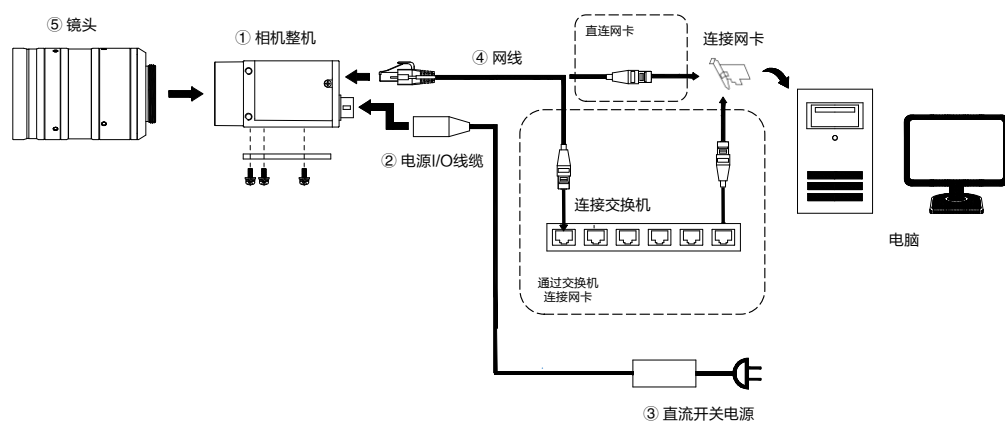 ⑤ 镜头
① 相机整机
④ 网线
直连网卡
连接网卡
② 电源I/O线缆
连接交换机
电脑
通过交换机
连接网卡
③ 直流开关电源